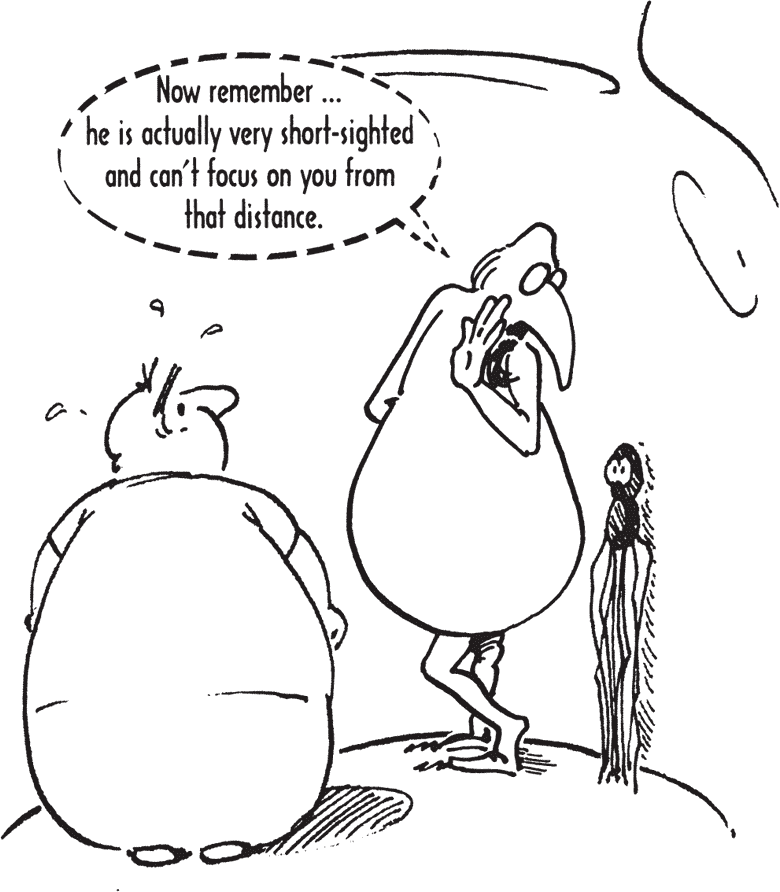 Now remember ...
he is actually very short-sighted
and can't focus on you from
that distance.